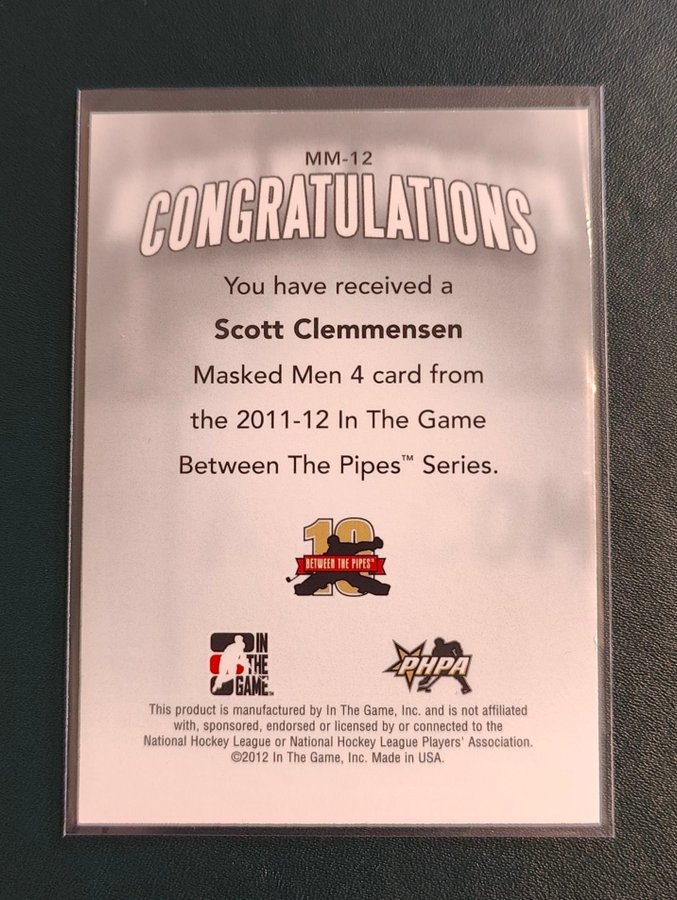 MM-12
CONGRATULATIONS
You have received a
Scott Clemmensen
Masked Men 4 card from
the 2011-12 In The Game
Between The Pipes™ Series.
10
BETWEEN THE PIPES™
IN
THE
GAME™
PHPA
This product is manufactured by In The Game, Inc. and is not affiliated
with, sponsored, endorsed or licensed by or connected to the
National Hockey League or National Hockey League Players' Association.
©2012 In The Game, Inc. Made in USA.